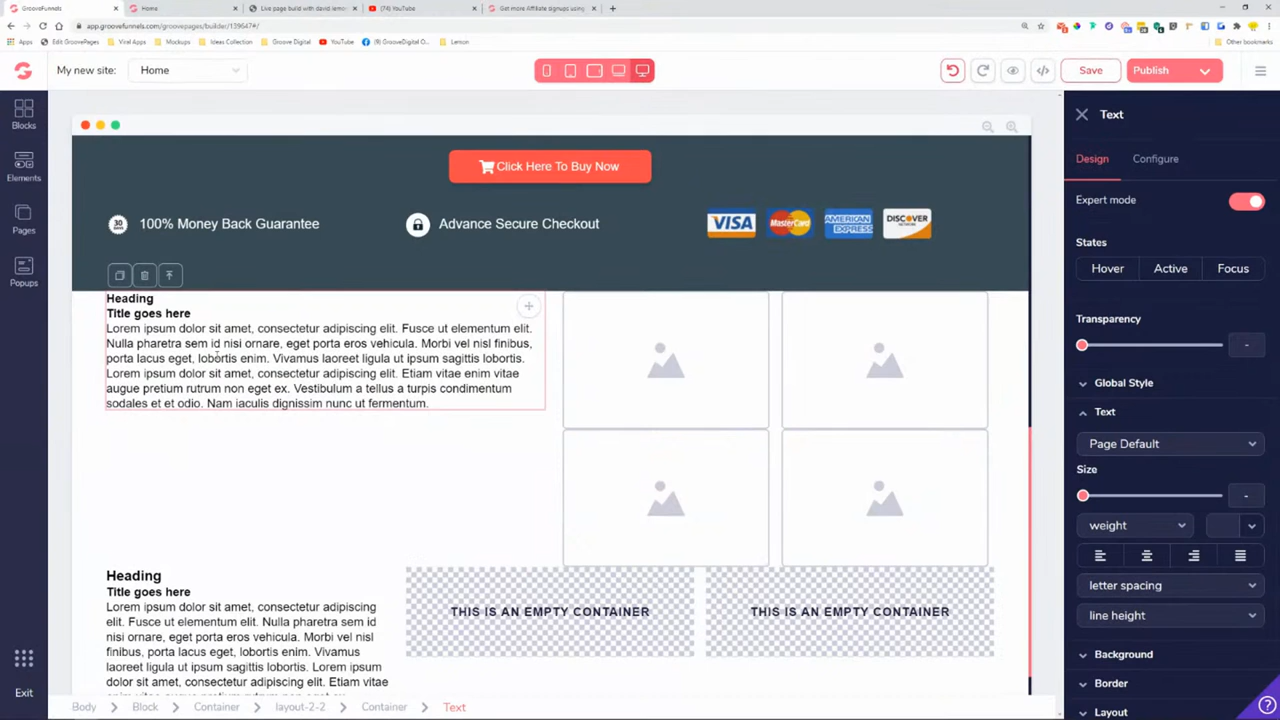 GrooveFunnels
Home
Live page build with david lemon
(74) YouTube
Get more Affiliate signups using
app.groovefunnels.com/groovepages/builder/139647#/
Apps
Edit GroovePages
Viral Apps
Mockups
Ideas Collection
Groove Digital
YouTube
(9) GrooveDigital O...
Lemon
Other bookmarks
My new site:
Home
Save
Publish
Blocks
Elements
Pages
Popups
Exit
Click Here To Buy Now
30
DAYS
100% Money Back Guarantee
Advance Secure Checkout
VISA
MasterCard
AMERICAN
EXPRESS
DISCOVER
Heading
Title goes here
Lorem ipsum dolor sit amet, consectetur adipiscing elit. Fusce ut elementum elit.
Nulla pharetra sem id nisi ornare, eget porta eros vehicula. Morbi vel nisl finibus,
porta lacus eget, lobortis enim. Vivamus laoreet ligula ut ipsum sagittis lobortis.
Lorem ipsum dolor sit amet, consectetur adipiscing elit. Etiam vitae enim vitae
augue pretium rutrum non eget ex. Vestibulum a tellus a turpis condimentum
sodales et et odio. Nam iaculis dignissim nunc ut fermentum.
Heading
Title goes here
Lorem ipsum dolor sit amet, consectetur adipiscing
elit. Fusce ut elementum elit. Nulla pharetra sem id
nisi ornare, eget porta eros vehicula. Morbi vel nisl
finibus, porta lacus eget, lobortis enim. Vivamus
laoreet ligula ut ipsum sagittis lobortis. Lorem ipsum
dolor sit amet, consectetur adipiscing elit. Etiam vitae
THIS IS AN EMPTY CONTAINER
THIS IS AN EMPTY CONTAINER
Body
Block
Container
layout-2-2
Container
Text
Text
Design
Configure
Expert mode
States
Hover
Active
Focus
Transparency
-
Global Style
Text
Page Default
Size
-
weight
letter spacing
line height
Background
Border
Layout